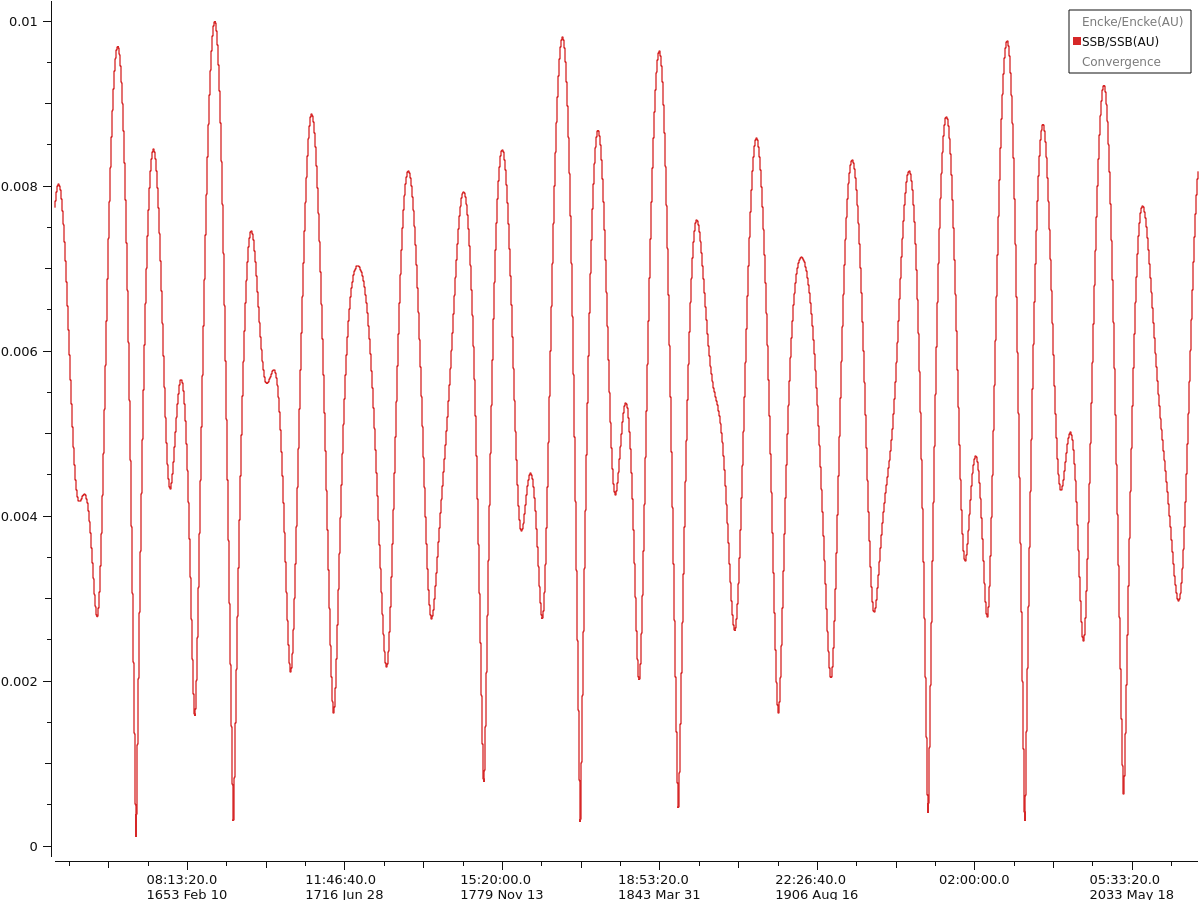 Encke/Encke(AU)
SSB/SSB(AU)
Convergence
0.01
0.008
0.006
0.004
0.002
0
08:13:20.0 11:46:40.0 15:20:00.0 18:53:20.0 22:26:40.0 02:00:00.0 05:33:20.0
1653 Feb 10 1716 Jun 28 1779 Nov 13 1843 Mar 31 1906 Aug 16 2033 May 18